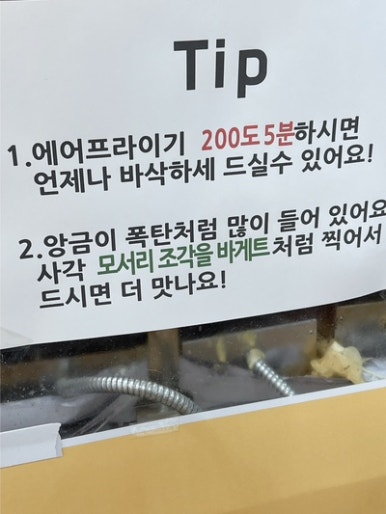 Tip
1.에어프라이기 200도 5분하시면
언제나 바삭하세 드실수 있어요!
2.앙금이 폭탄처럼 많이 들어 있어요
사각 모서리 조각을 바게트처럼 찍어서
드시면 더 맛나요!